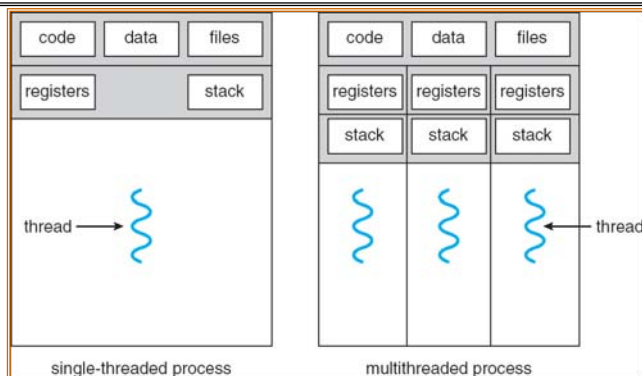 code data files code data files
registers stack registers registers registers
stack stack stack
thread thread
single-threaded process multithreaded process